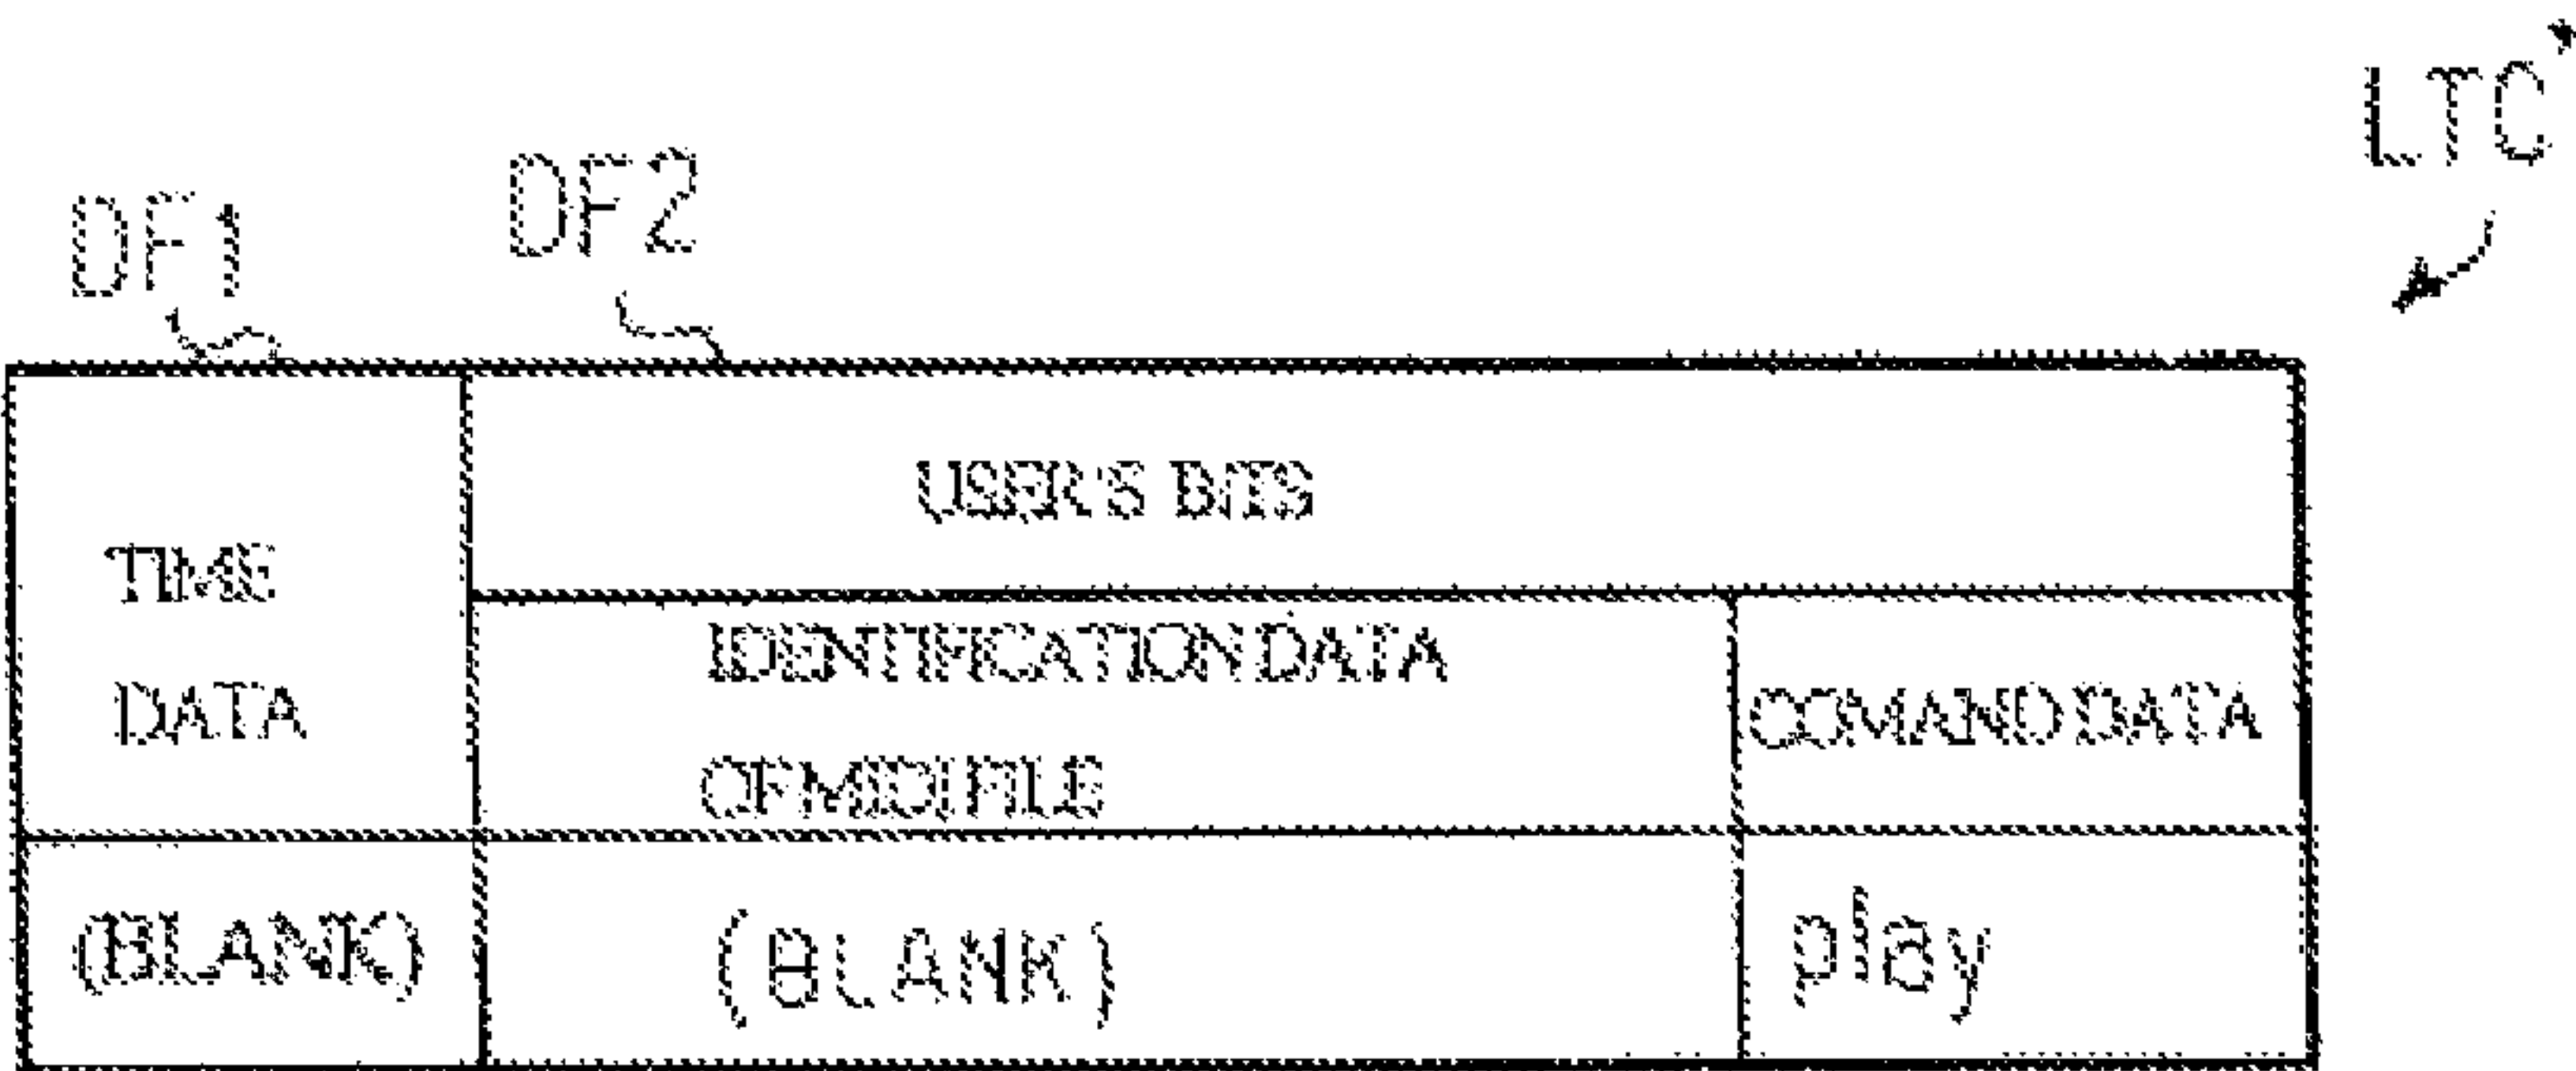 LTC*
DF1
DF2
USER'S BITS
TIME
DATA
IDENTIFICATION DATA
OF MIDI FILE
COMAND DATA
(BLANK)
(BLANK)
play